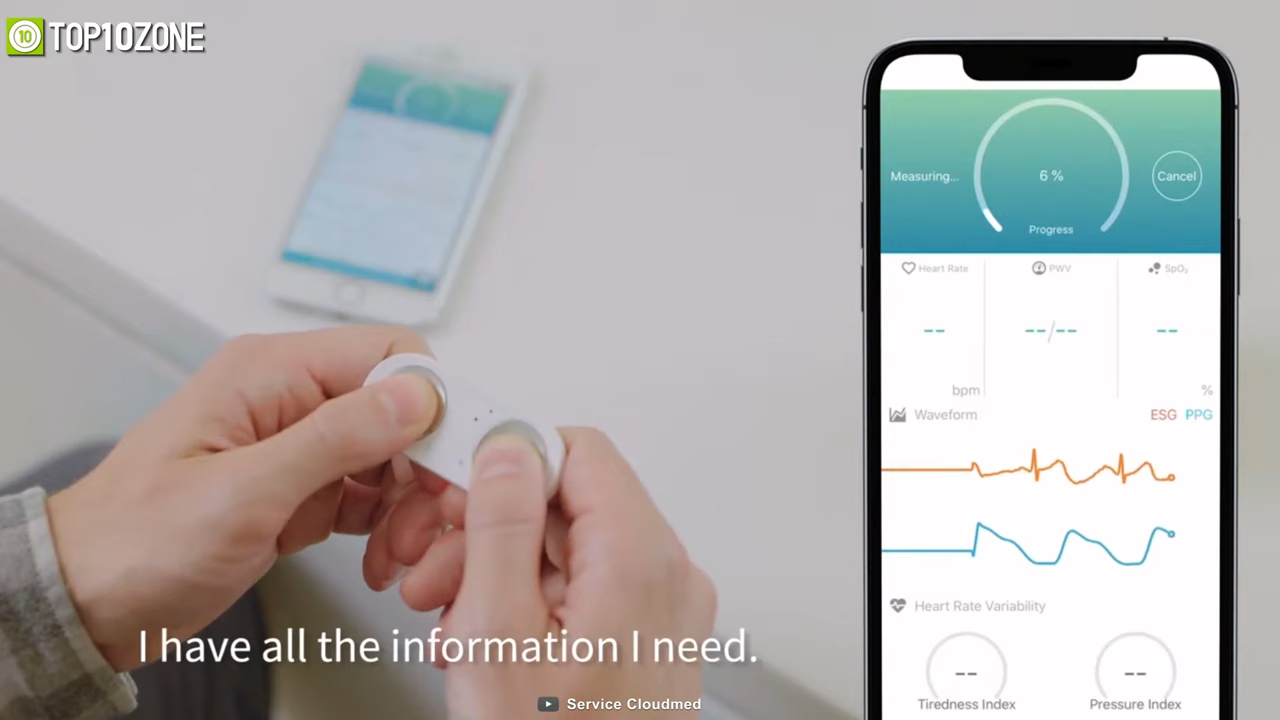 10 TOP10ZONE
Measuring...
6 %
Cancel
Progress
Heart Rate
PWV
SpO₂
--
--/--
--
bpm
%
Waveform
ESG PPG
Heart Rate Variability
--
--
Tiredness Index
Pressure Index
I have all the information I need.
Service Cloudmed